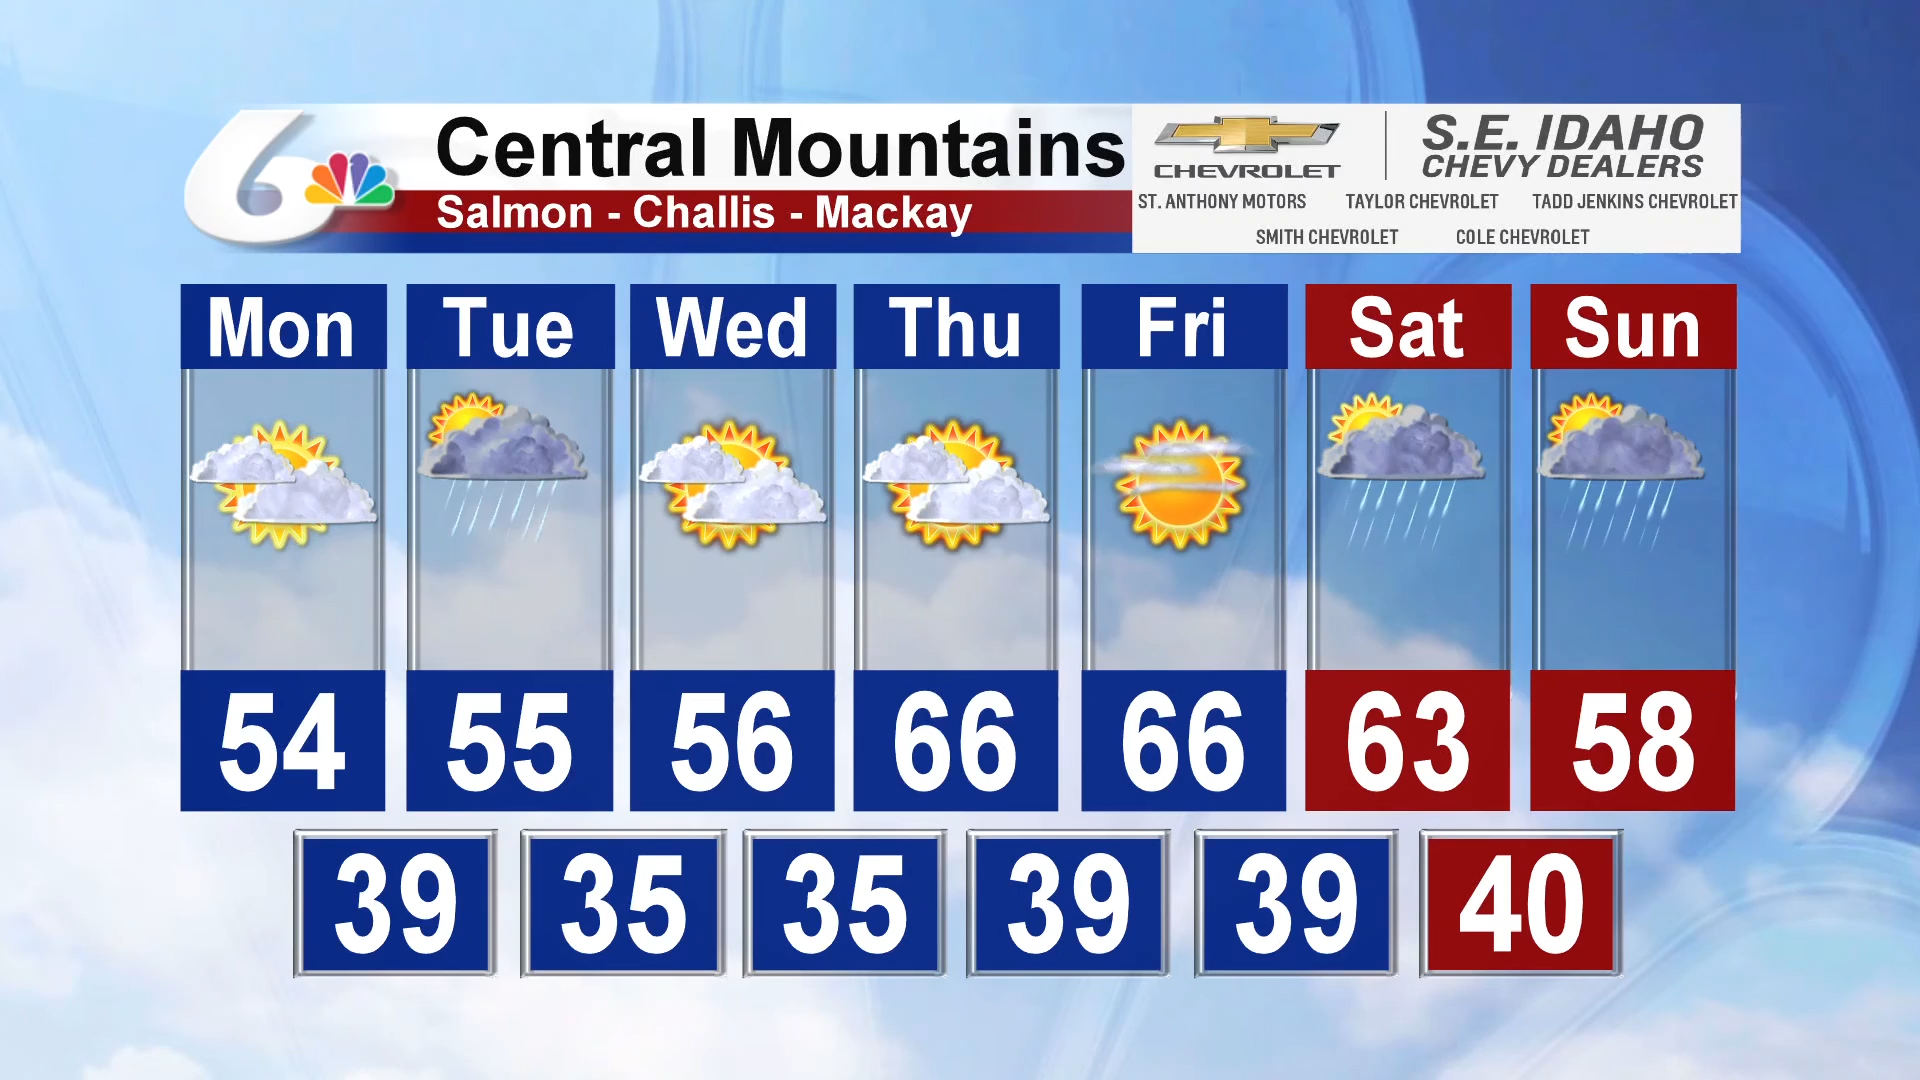 6
Central Mountains
Salmon - Challis - Mackay
CHEVROLET
S.E. IDAHO
CHEVY DEALERS
ST. ANTHONY MOTORS TAYLOR CHEVROLET TADD JENKINS CHEVROLET
SMITH CHEVROLET COLE CHEVROLET
Mon Tue Wed Thu Fri Sat Sun
54 55 56 66 66 63 58
39 35 35 39 39 40